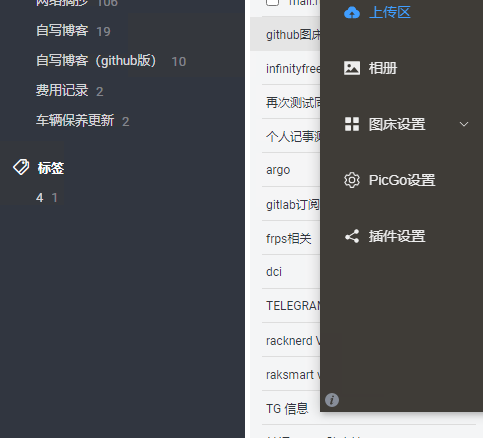 网络摘抄 106
自写博客 19
自写博客（github版） 10
费用记录 2
车辆保养更新 2
标签
4 1
github图床
infinityfree
再次测试
个人记事
argo
gitlab订阅
frps相关
dci
TELEGRAM
racknerd
raksmart
TG 信息
上传区
相册
图床设置
PicGo设置
插件设置